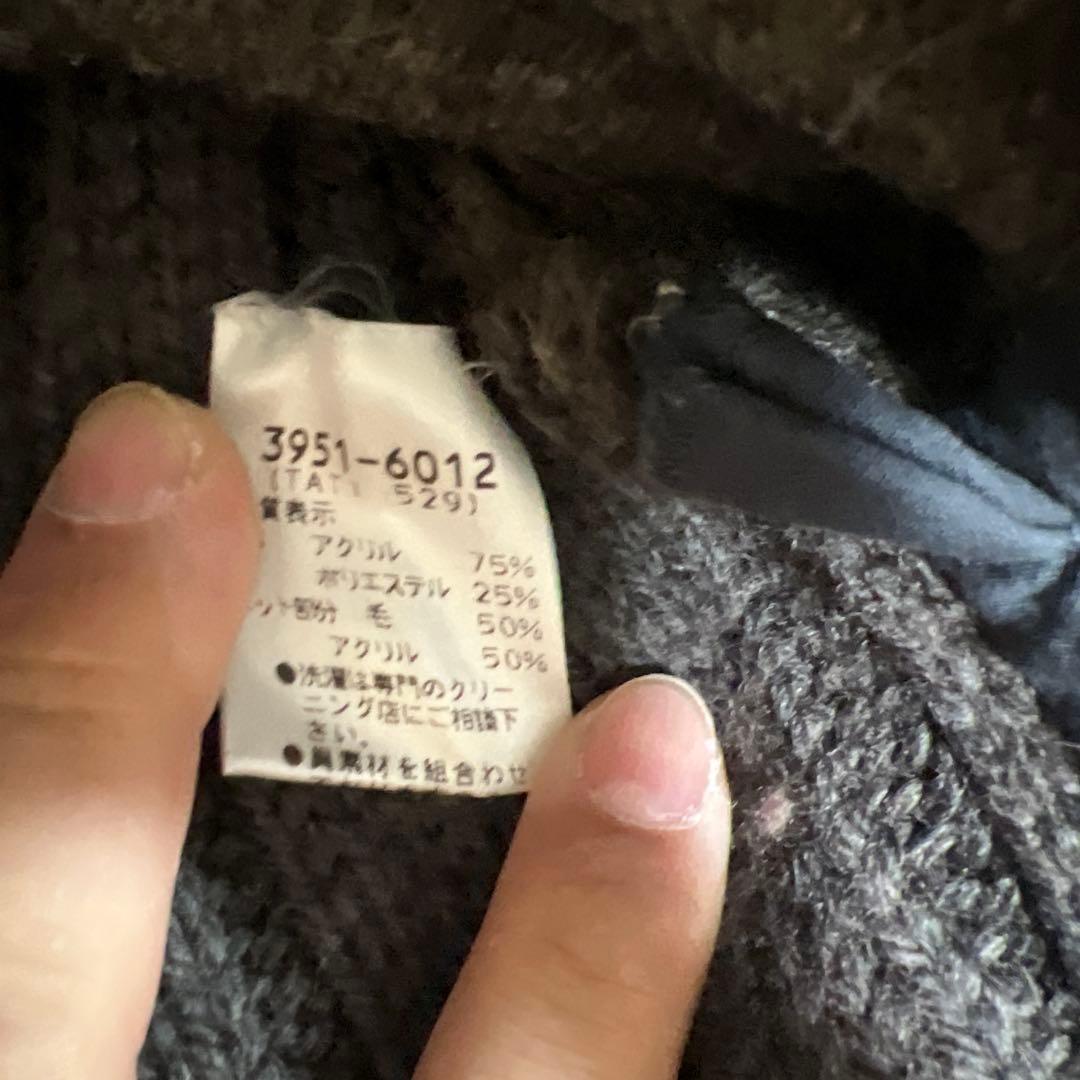 3951-6012
529)
質表示
アクリル 75%
ポリエステル 25%
ット部分 毛 50%
アクリル 50%
●洗濯は専門のクリー
ニング店にご相談下
さい。
●異素材を組合わせ